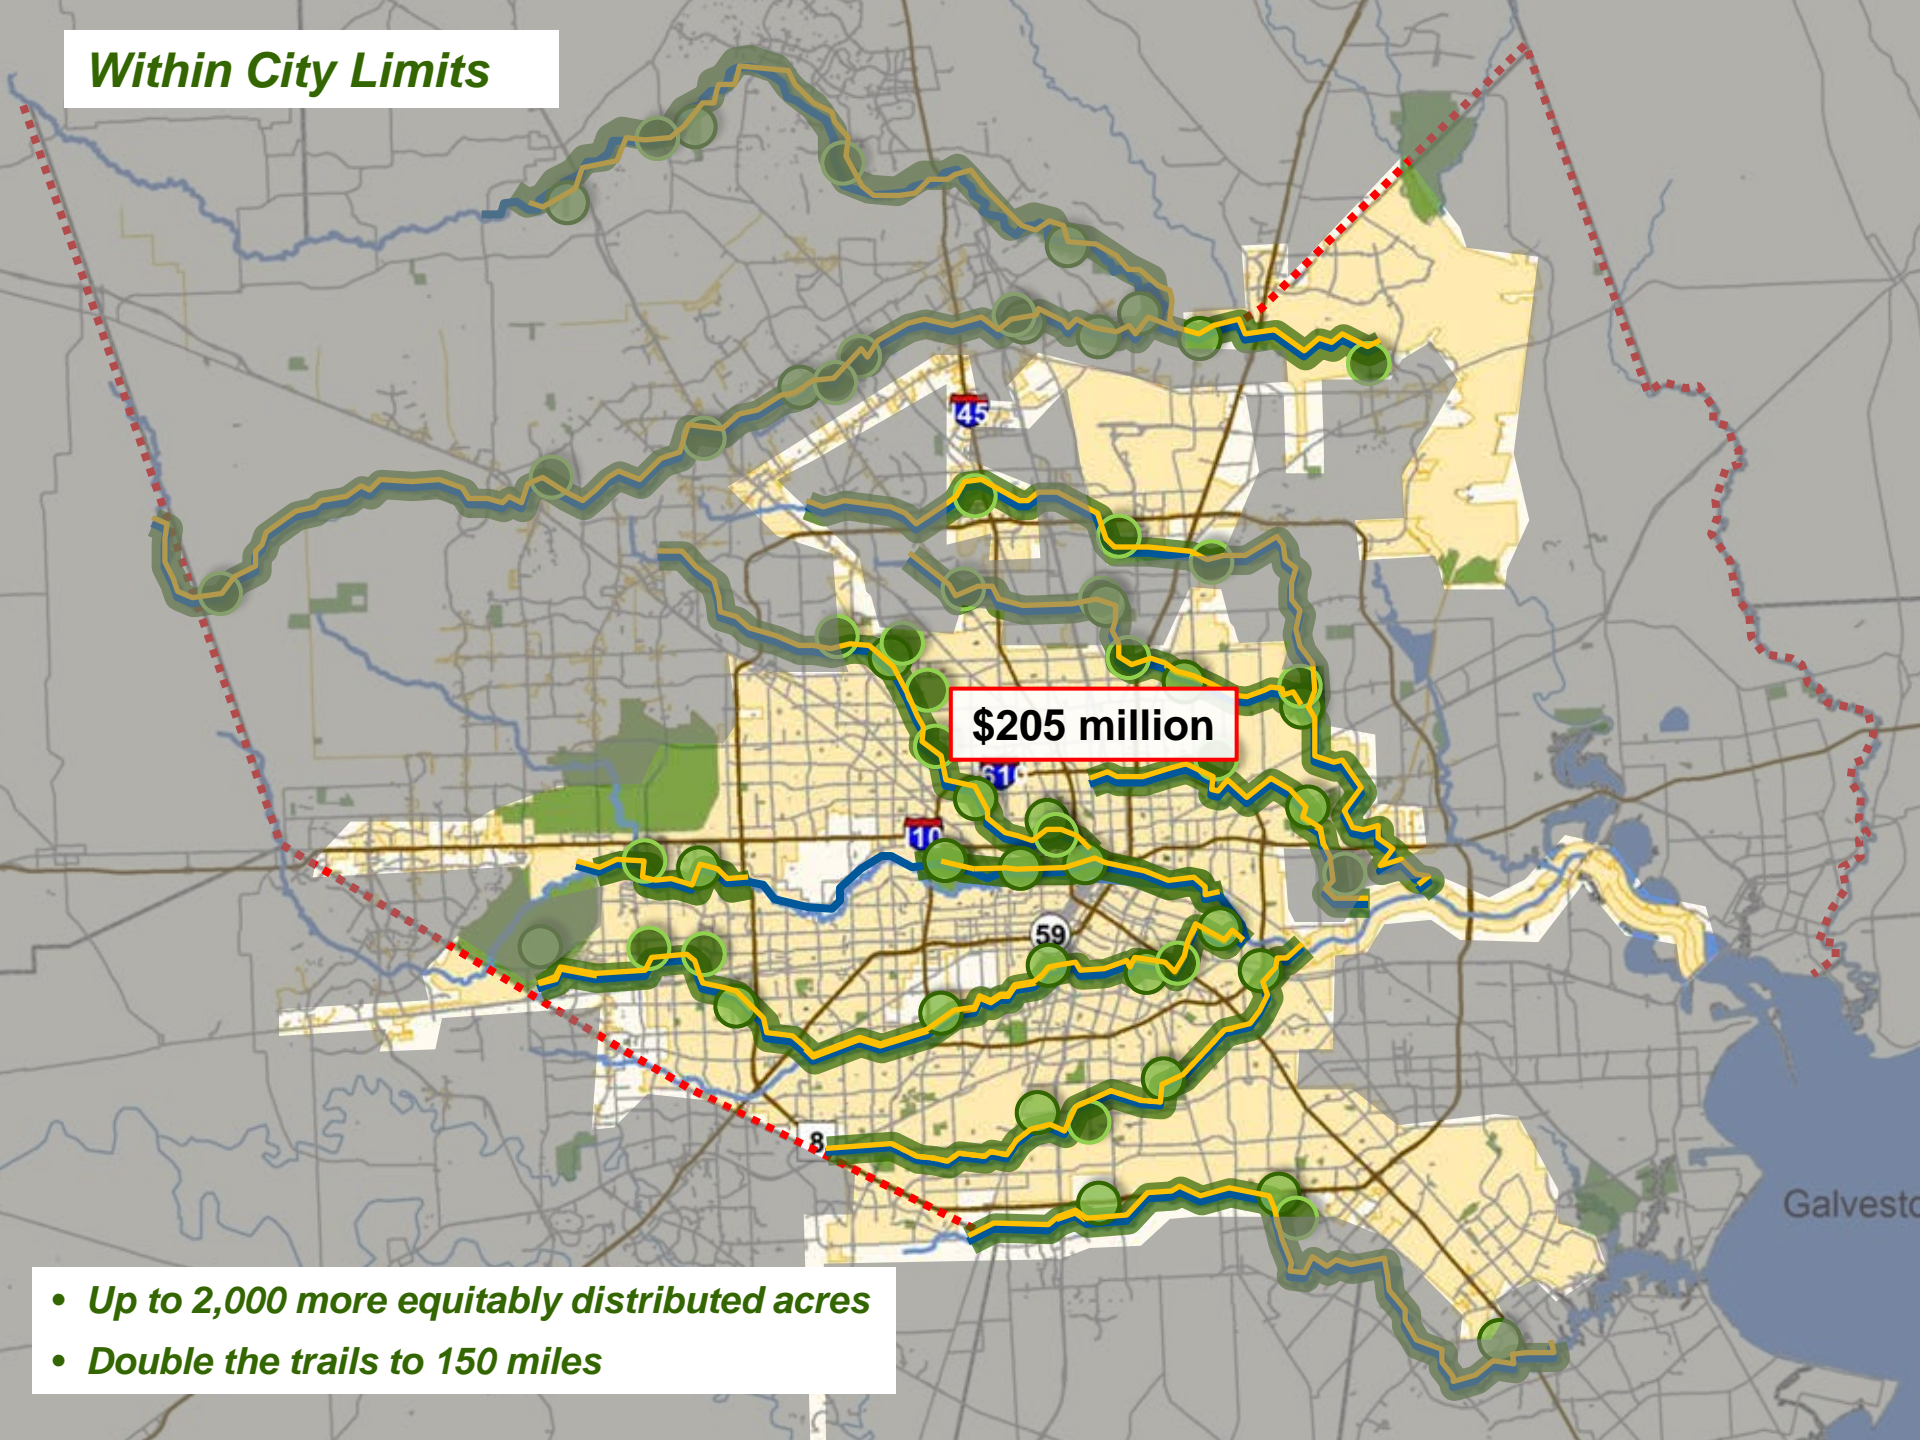 Within City Limits
45
$205 million
610
10
59
8
Galvesto
• Up to 2,000 more equitably distributed acres
• Double the trails to 150 miles